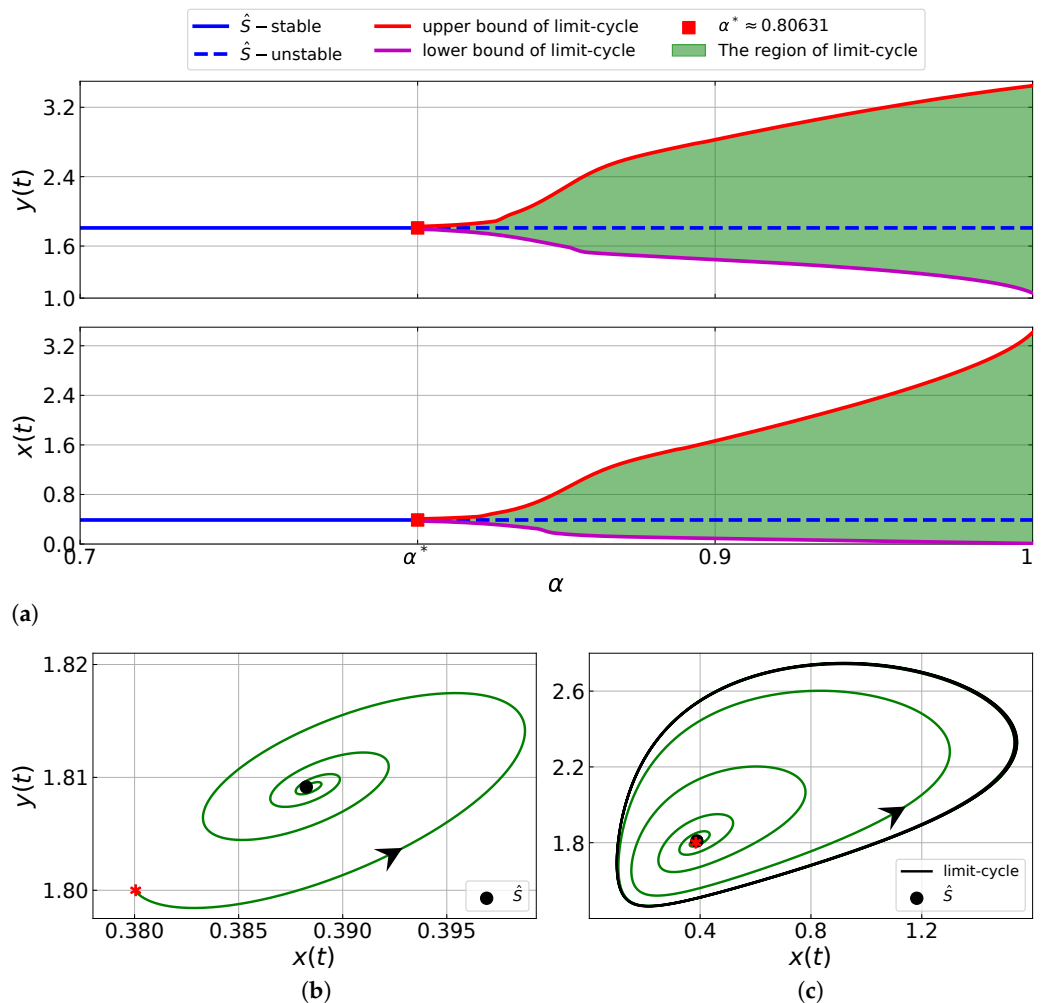 Ŝ − stable
Ŝ − unstable
upper bound of limit-cycle
lower bound of limit-cycle
α* ≈ 0.80631
The region of limit-cycle
y(t)
3.2
2.4
1.6
1.0
x(t)
3.2
2.4
1.6
0.8
0.0
0.7 α* 0.9 1
α
(a)
y(t)
1.82
1.81
1.80
0.380 0.385 0.390 0.395
x(t)
Ŝ
(b)
2.6
2.2
1.8
0.4 0.8 1.2
x(t)
limit-cycle
Ŝ
(c)